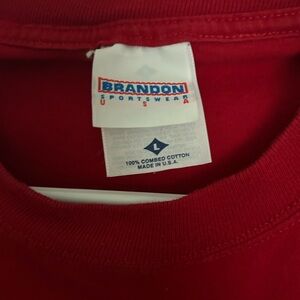 BRANDON
SPORTSWEAR
U S A
L
100% COMBED COTTON
MADE IN U.S.A.